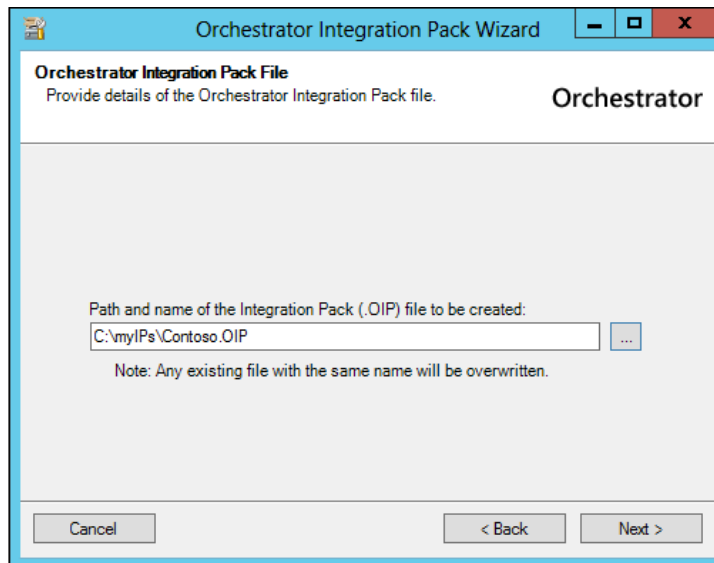 Orchestrator Integration Pack Wizard
Orchestrator Integration Pack File
Provide details of the Orchestrator Integration Pack file.
Orchestrator
Path and name of the Integration Pack (.OIP) file to be created:
C:\myIPs\Contoso.OIP
...
Note: Any existing file with the same name will be overwritten.
Cancel
< Back
Next >